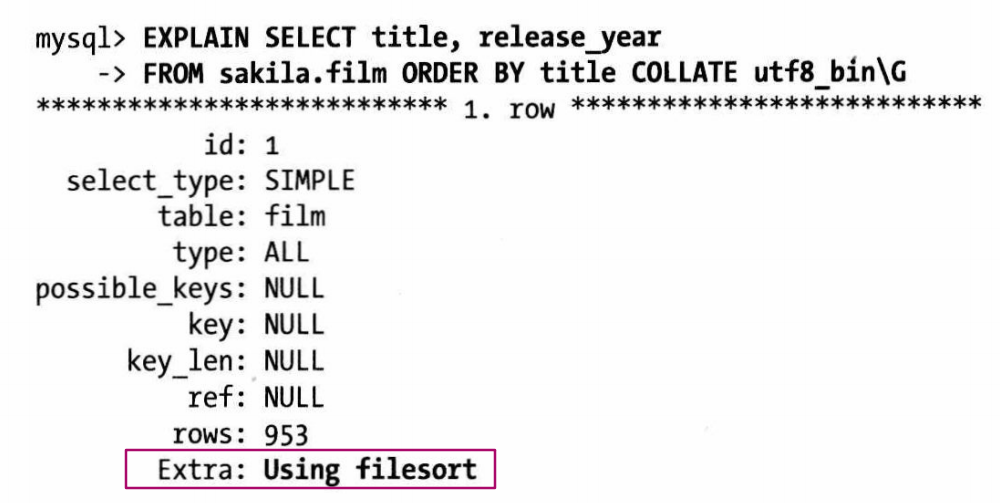 mysql> EXPLAIN SELECT title, release_year
-> FROM sakila.film ORDER BY title COLLATE utf8_bin\G
*************************** 1. row ***************************
id: 1
select_type: SIMPLE
table: film
type: ALL
possible_keys: NULL
key: NULL
key_len: NULL
ref: NULL
rows: 953
Extra: Using filesort